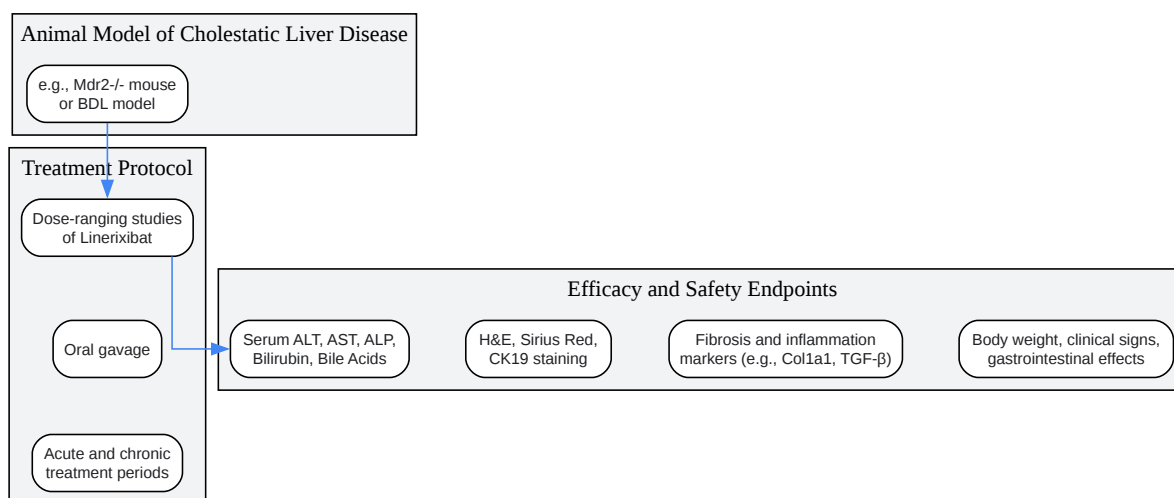 Animal Model of Cholestatic Liver Disease
e.g., Mdr2-/- mouse
or BDL model
Treatment Protocol
Dose-ranging studies
of Linerixibat
Oral gavage
Acute and chronic
treatment periods
Efficacy and Safety Endpoints
Serum ALT, AST, ALP,
Bilirubin, Bile Acids
H&E, Sirius Red,
CK19 staining
Fibrosis and inflammation
markers (e.g., Col1a1, TGF-β)
Body weight, clinical signs,
gastrointestinal effects